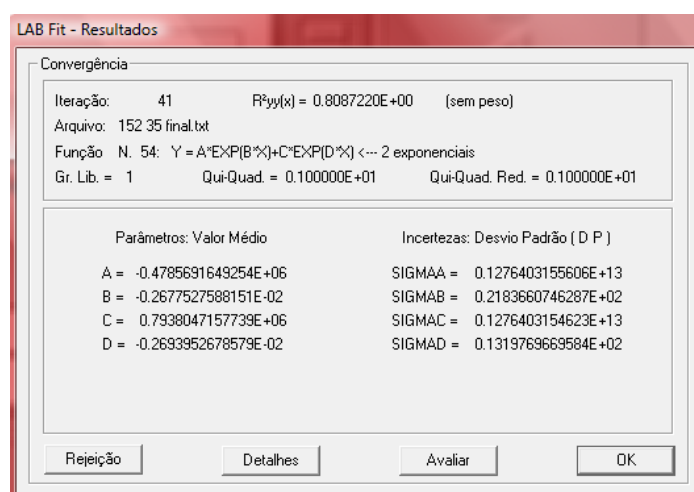 LAB Fit - Resultados
Convergência
Iteração: 41 R²yy(x) = 0.8087220E+00 (sem peso)
Arquivo: 152 35 final.txt
Função N. 54: Y = A*EXP(B*X)+C*EXP(D*X) <--- 2 exponenciais
Gr. Lib. = 1 Qui-Quad. = 0.100000E+01 Qui-Quad. Red. = 0.100000E+01
Parâmetros: Valor Médio Incertezas: Desvio Padrão ( D P )
A = -0.4785691649254E+06 SIGMAA = 0.1276403155606E+13
B = -0.2677527588151E-02 SIGMAB = 0.2183660746287E+02
C = 0.7938047157739E+06 SIGMAC = 0.1276403154623E+13
D = -0.2693952678579E-02 SIGMAD = 0.1319769669584E+02
Rejeição Detalhes Avaliar OK